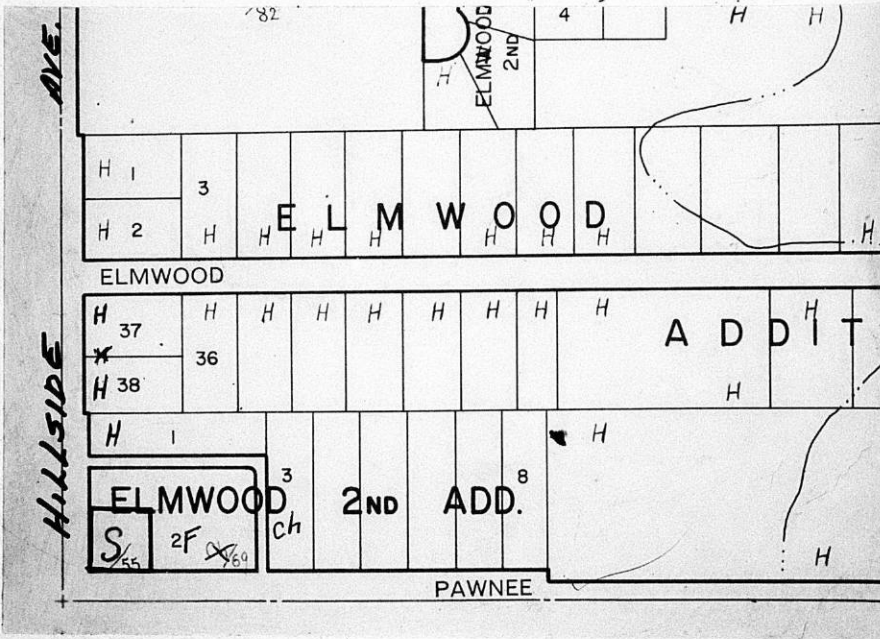 82
ELMWOOD 2ND
4
H H
H
AVE.
H 1
3
H 2
ELMWOOD
H H H H H H H H
ELMWOOD
H 37
H H H H H H H H H
36
H 38
ADDIT
H
HILLSIDE
H 1
H
3
8
ELMWOOD 2ND ADD.
ch
S/55
2F
69
H
PAWNEE